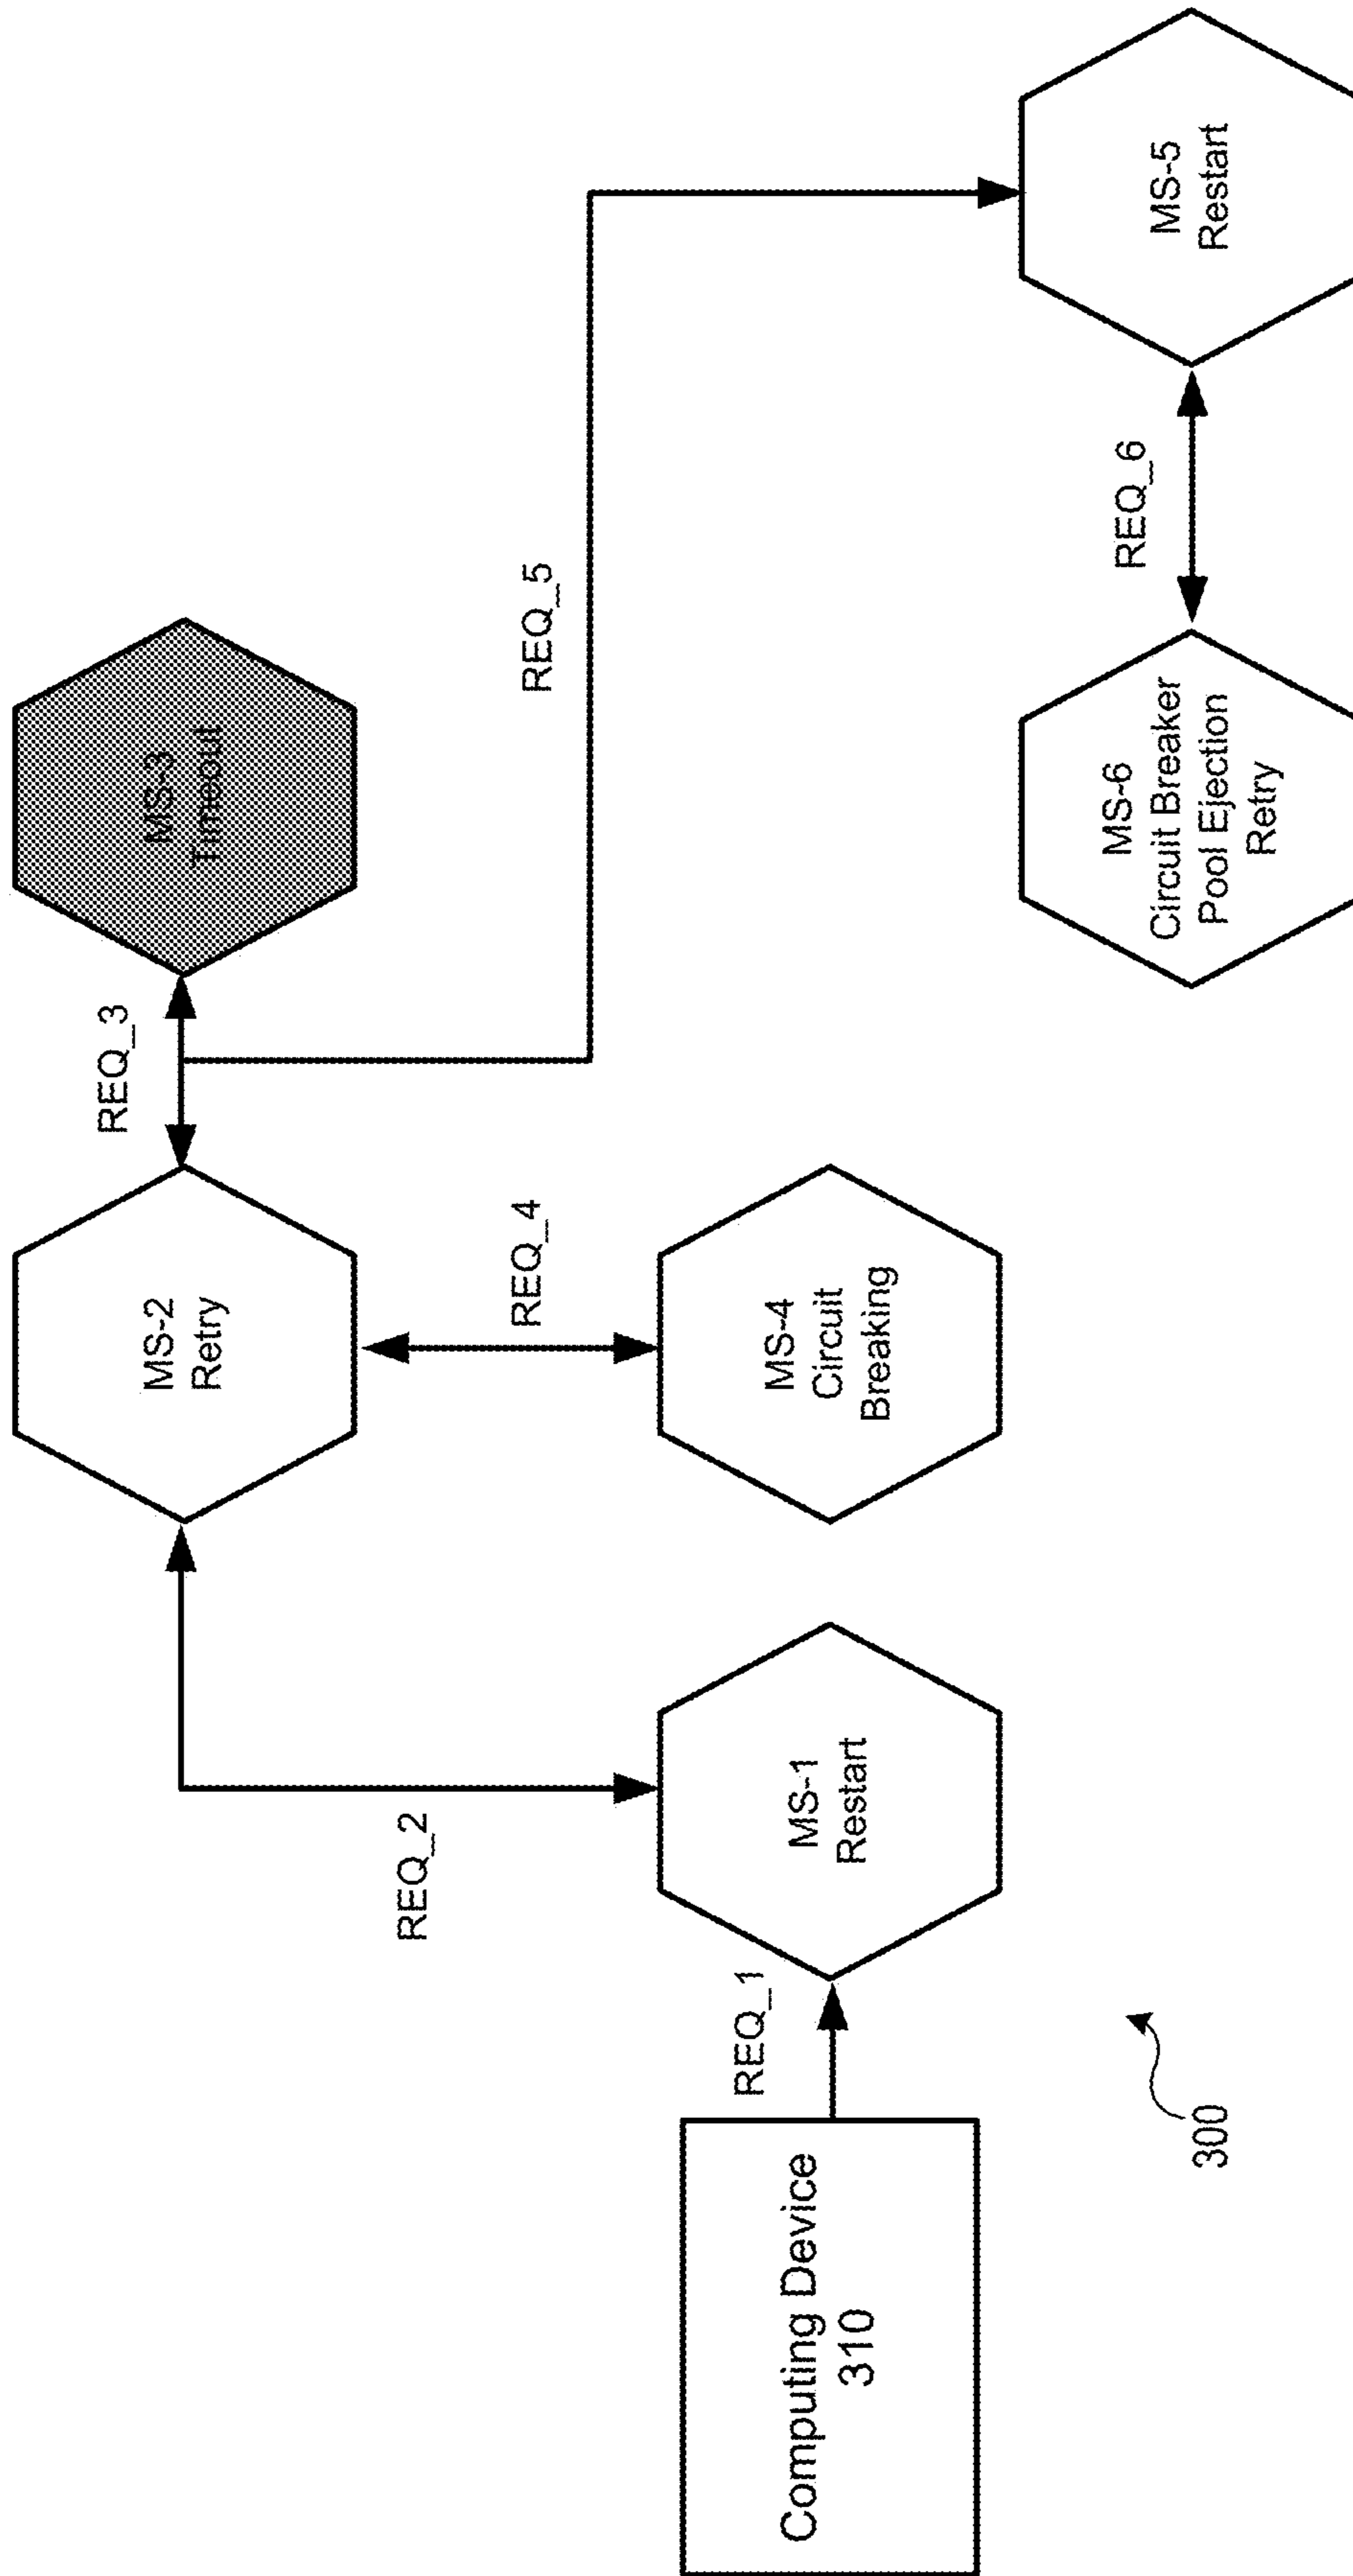 MS-2
Retry
REQ_3
MS-3
Timeout
REQ_2
REQ_4
REQ_5
Computing Device
310
REQ_1
MS-1
Restart
MS-4
Circuit
Breaking
300
MS-6
Circuit Breaker
Pool Ejection
Retry
REQ_6
MS-5
Restart